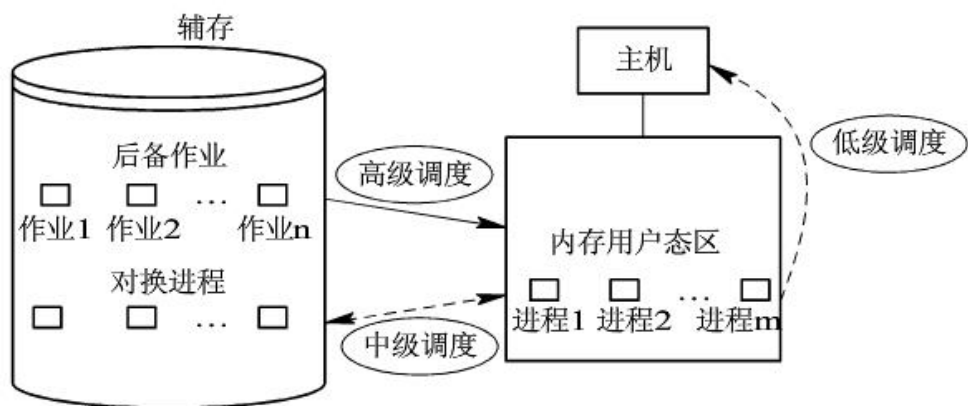 辅存
主机
低级调度
后备作业
高级调度
…
作业1 作业2 作业n
内存用户态区
对换进程
…
…
进程1 进程2 进程m
中级调度